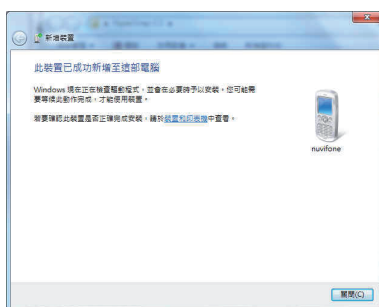 新增裝置
此裝置已成功新增至這部電腦
Windows 現在正在檢查驅動程式，並會在必要時予以安裝。您可能需
要等候此動作完成，才能使用裝置。
若要確認此裝置是否正確完成安裝，請於裝置和印表機中查看。
nuvifone
關閉(C)